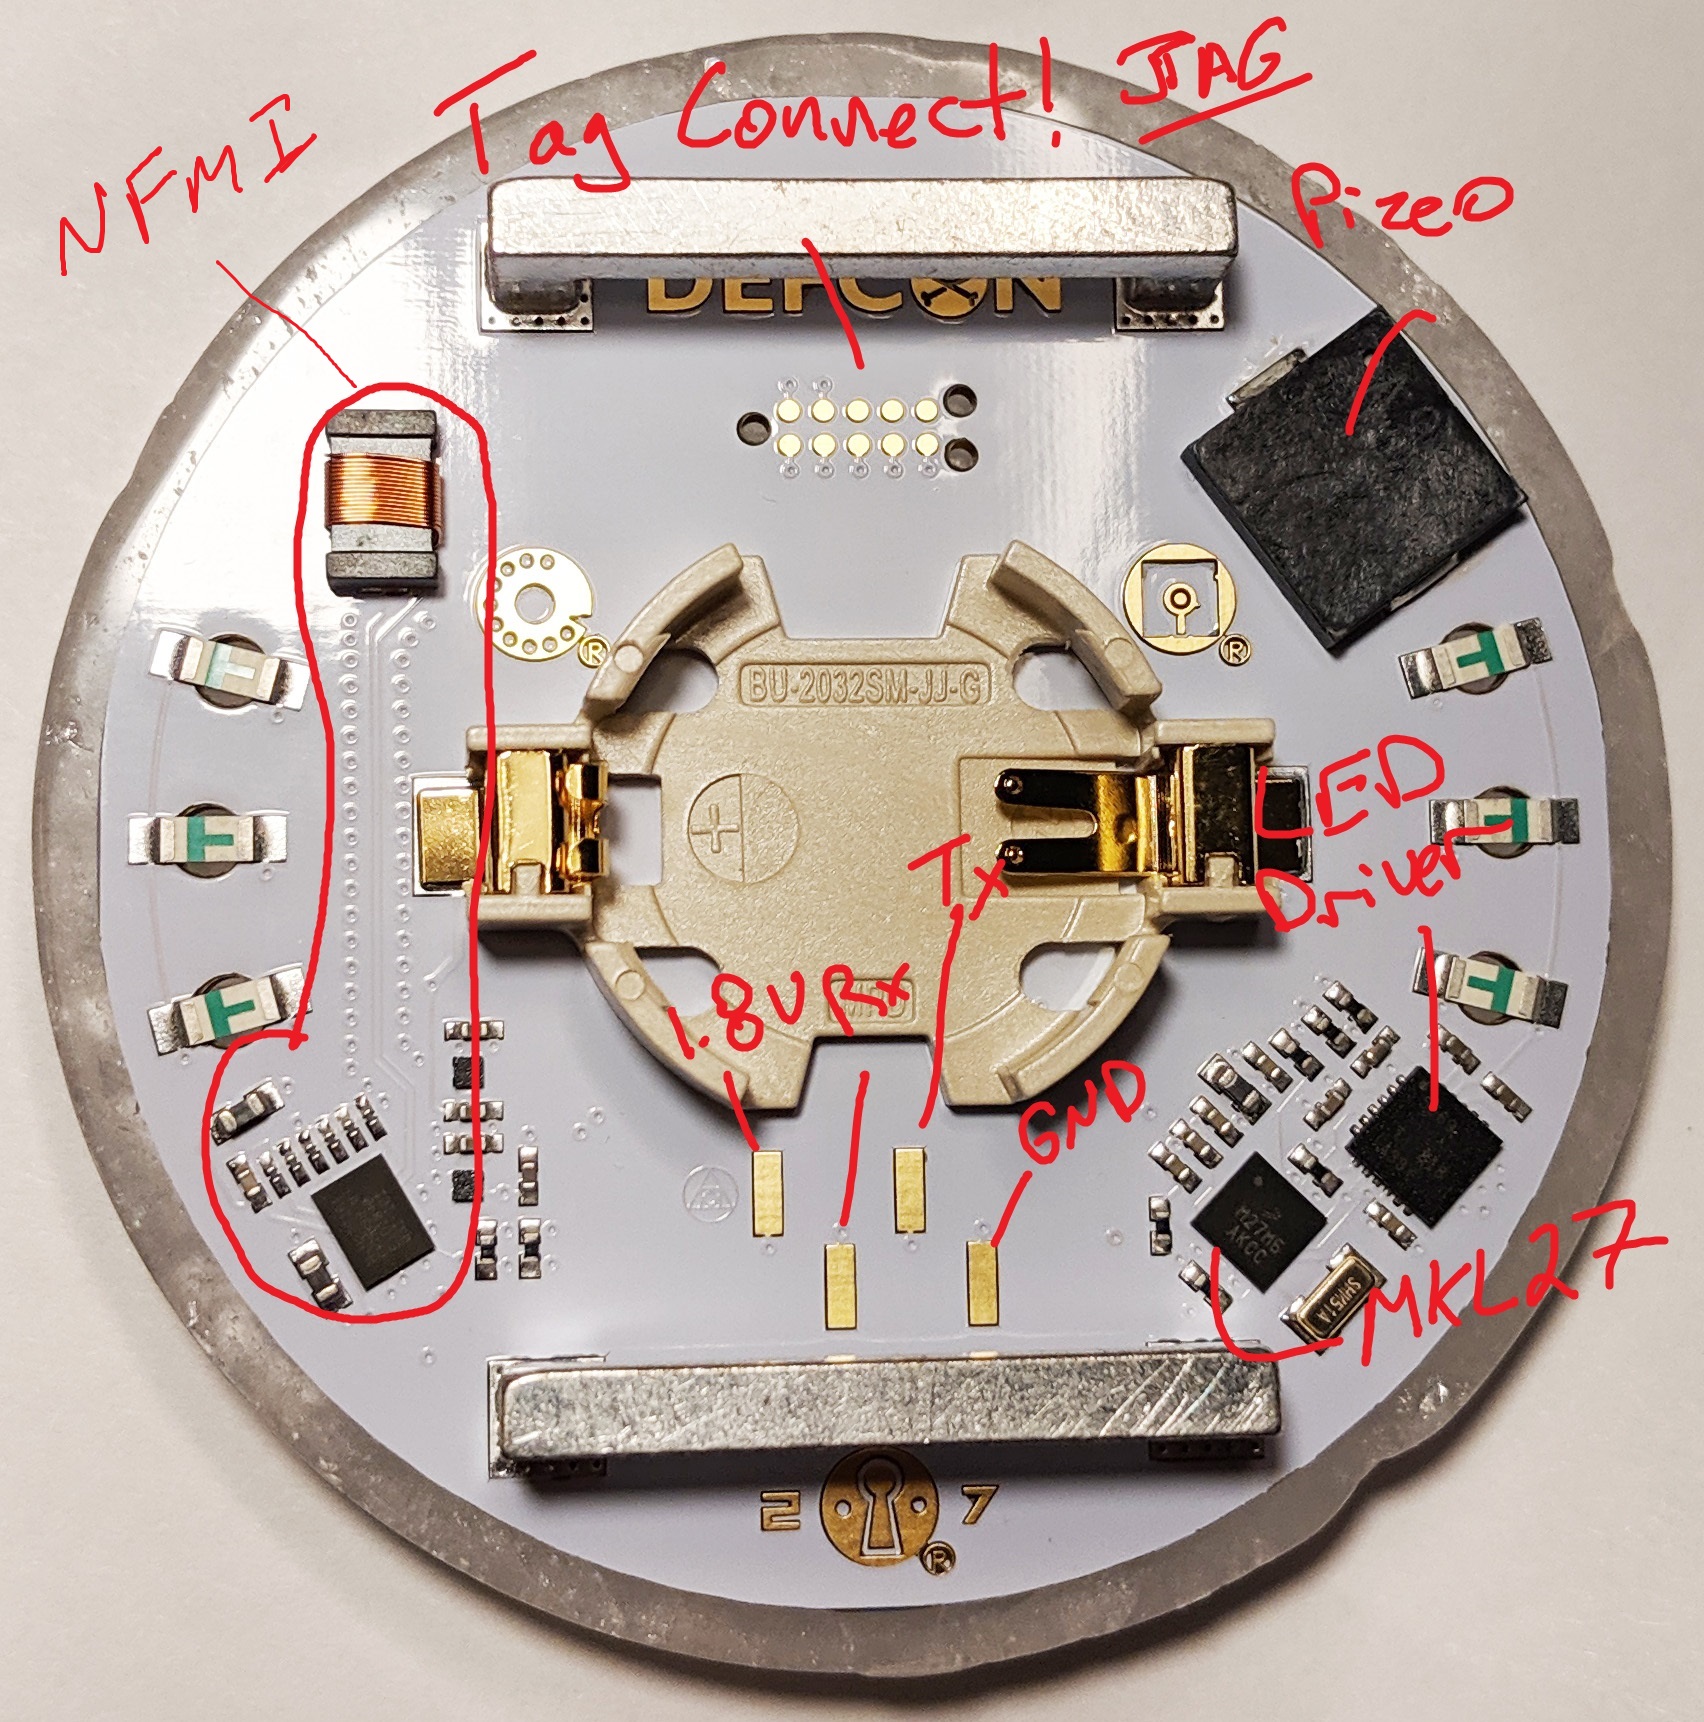 Tag Connect! JTAG
NFMI
Pizeo
DEFCON
®
®
BU-2032SM-JJ-G
+
LED
Driver
Tx
1.8V Rx
MPD
GND
M27M6
AKCC
MKL27
2 7
®